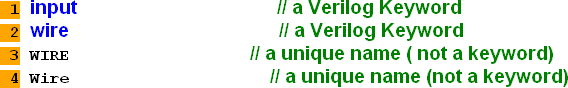 1 input // a Verilog Keyword
2 wire // a Verilog Keyword
3 WIRE // a unique name ( not a keyword)
4 Wire // a unique name (not a keyword)